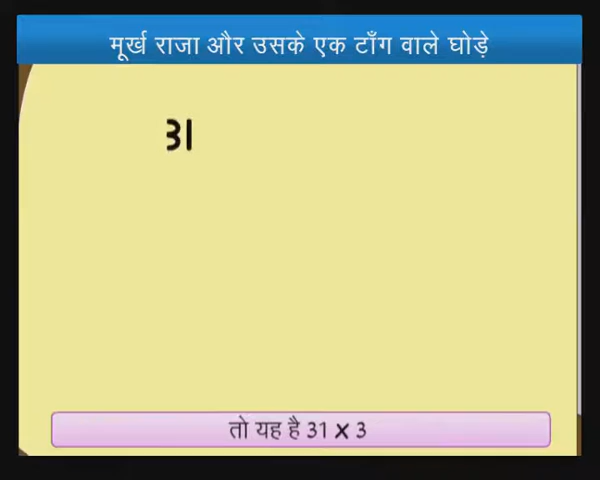 मूर्ख राजा और उसके एक टाँग वाले घोड़े
31
तो यह है 31 x 3